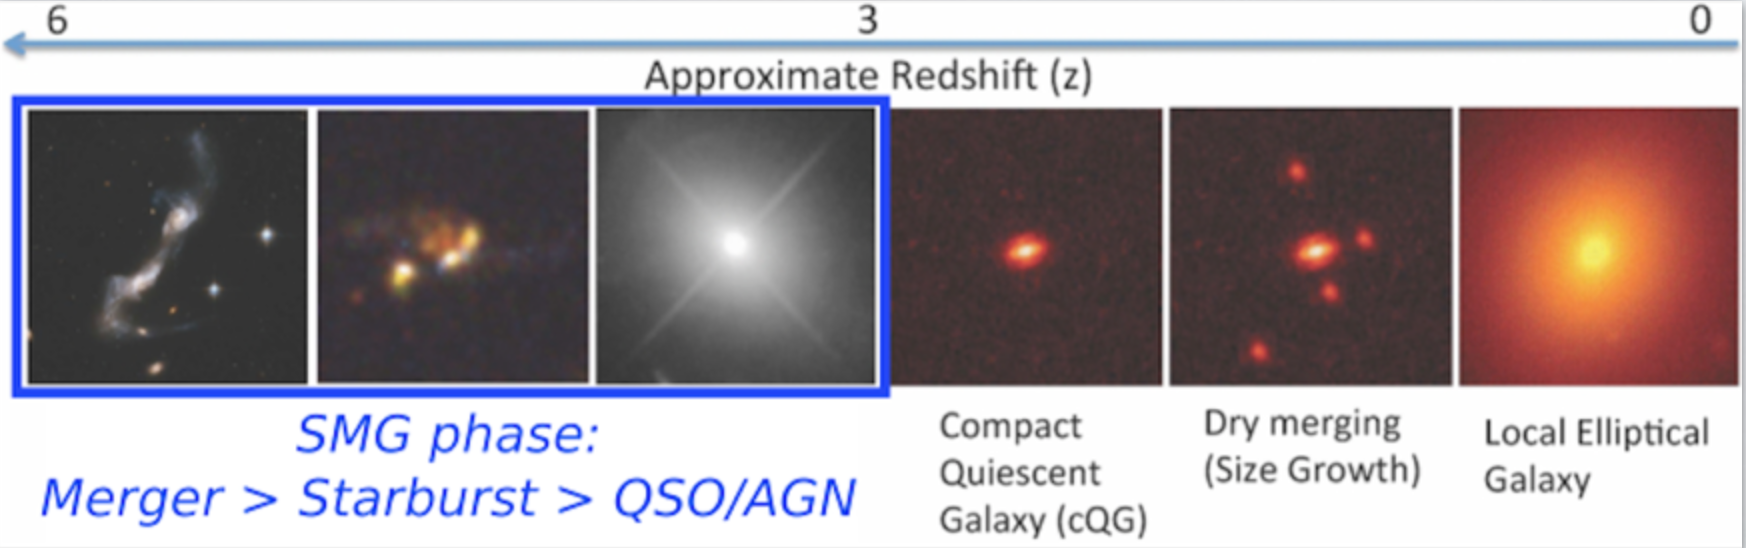 6 3 0
Approximate Redshift (z)
SMG phase:
Merger > Starburst > QSO/AGN
Compact
Quiescent
Galaxy (cQG)
Dry merging
(Size Growth)
Local Elliptical
Galaxy